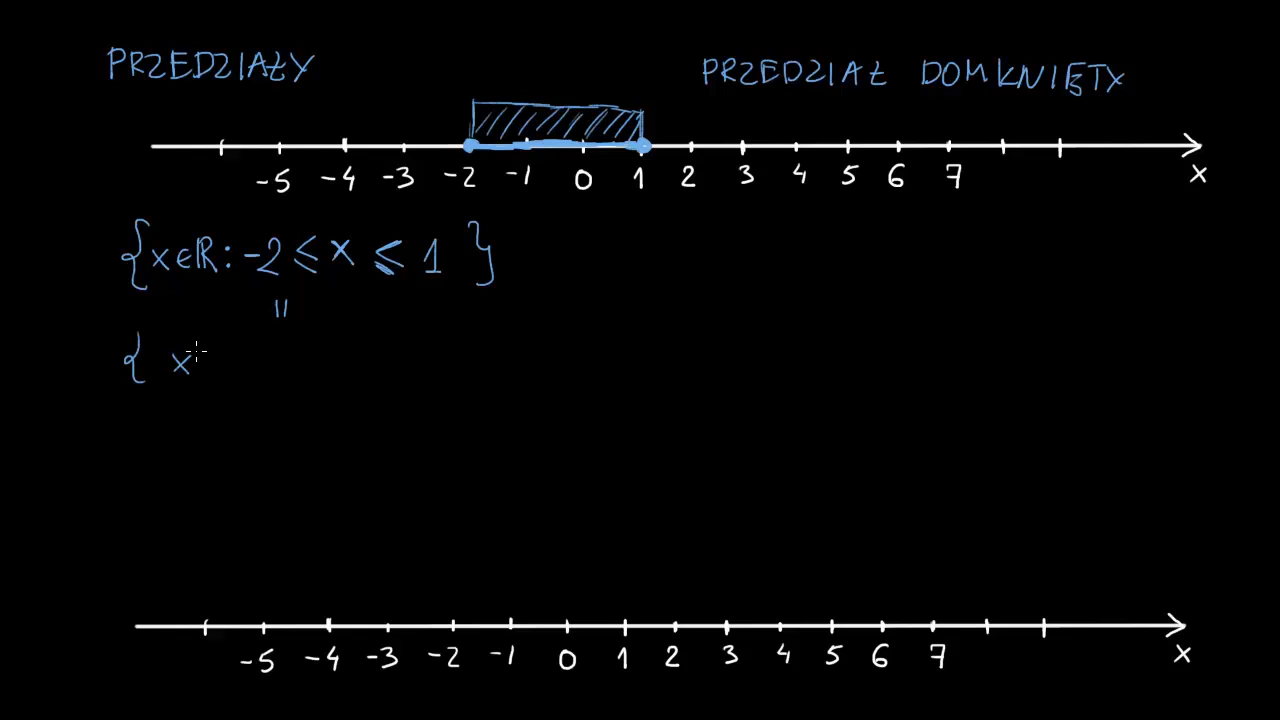 PRZEDZIAŁY
PRZEDZIAŁ DOMKNIĘTY
-5 -4 -3 -2 -1 0 1 2 3 4 5 6 7 x
{x∈ℝ: -2 ≤ x ≤ 1 }
=
{ x
-5 -4 -3 -2 -1 0 1 2 3 4 5 6 7 x